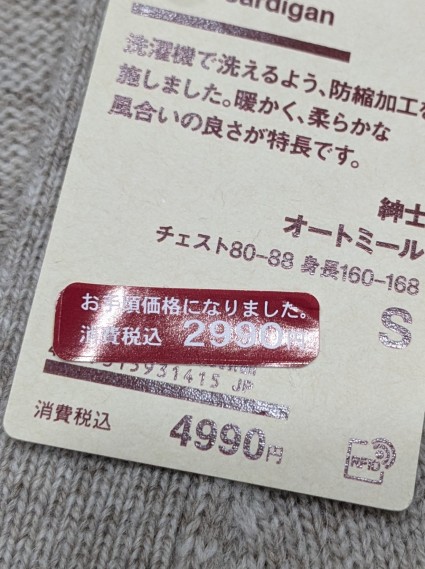 Cardigan
洗濯機で洗えるよう、防縮加工を
施しました。暖かく、柔らかな
風合いの良さが特長です。
紳士
オートミール
チェスト80-88 身長160-168
S
お手頃価格になりました。
消費税込 2990円
315931415 JP
消費税込 4990円
RFID